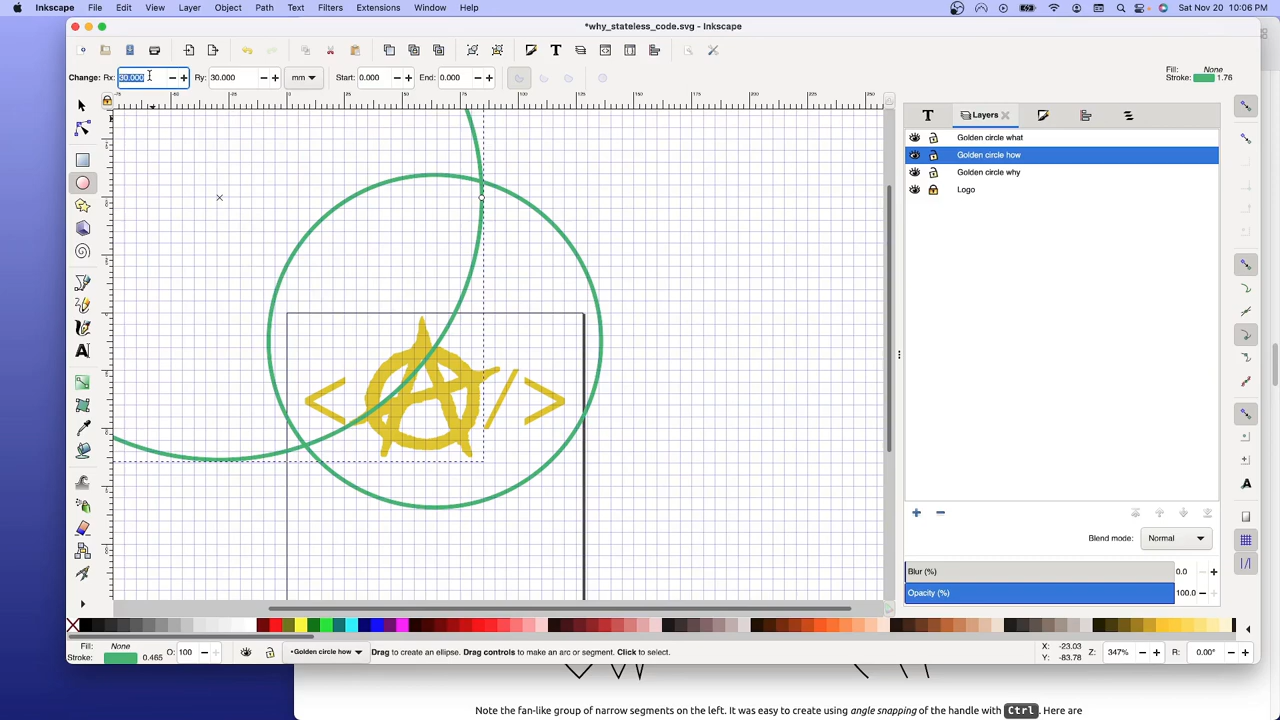 Inkscape File Edit View Layer Object Path Text Filters Extensions Window Help
Sat Nov 20 10:06 PM
*why_stateless_code.svg - Inkscape
Change: Rx: 30.000 Ry: 30.000 mm Start: 0.000 End: 0.000
Fill: None
Stroke: 1.76
Layers
Golden circle what
Golden circle how
Golden circle why
Logo
Blend mode: Normal
Blur (%) 0.0
Opacity (%) 100.0
Fill: None
Stroke: 0.465
O: 100
•Golden circle how
Drag to create an ellipse. Drag controls to make an arc or segment. Click to select.
X: -23.03
Y: -83.78
Z: 347%
R: 0.00°
Note the fan-like group of narrow segments on the left. It was easy to create using angle snapping of the handle with Ctrl. Here are